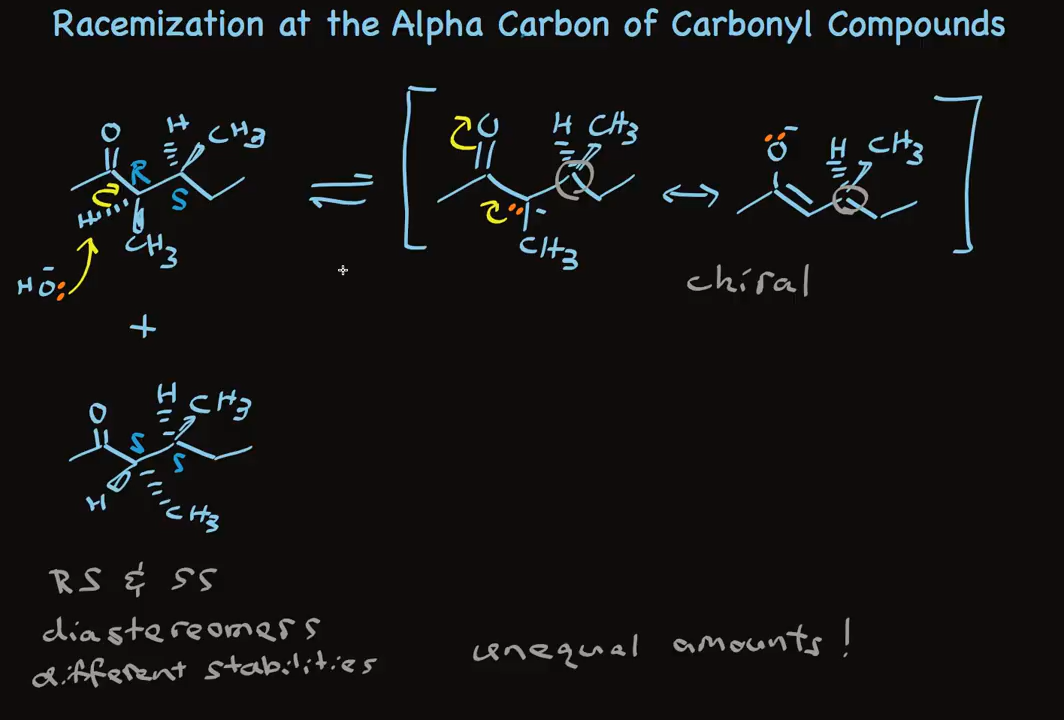 Racemization at the Alpha Carbon of Carbonyl Compounds
O H CH3 R S H CH3 HO:
O H CH3 CH3
O H CH3
chiral
+
O H CH3 S S H CH3
RS & SS
diastereomers
different stabilities
unequal amounts!